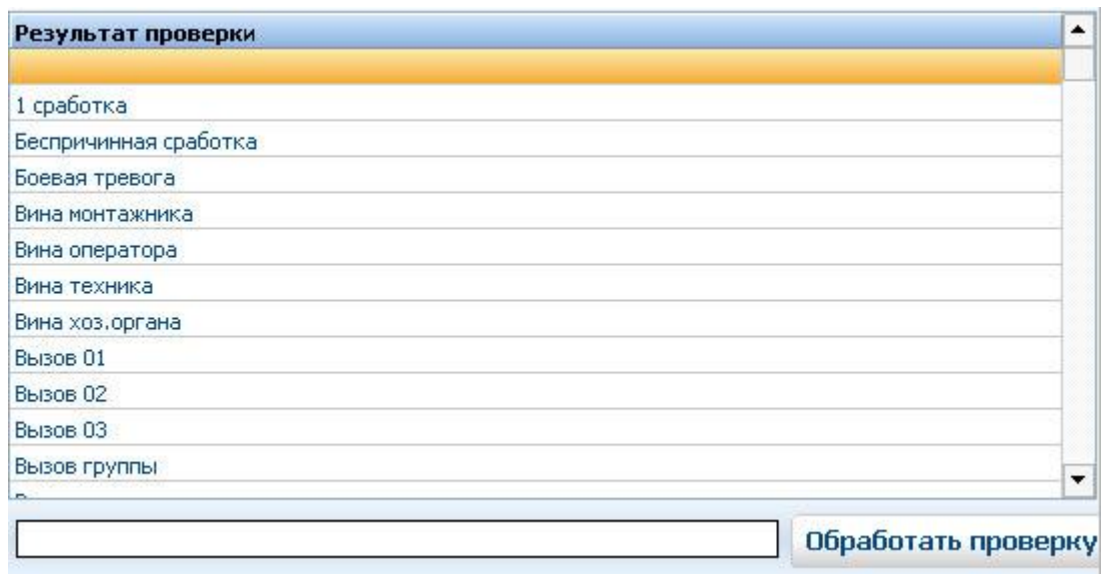 Результат проверки
1 сработка
Беспричинная сработка
Боевая тревога
Вина монтажника
Вина оператора
Вина техника
Вина хоз.органа
Вызов 01
Вызов 02
Вызов 03
Вызов группы
Обработать проверку